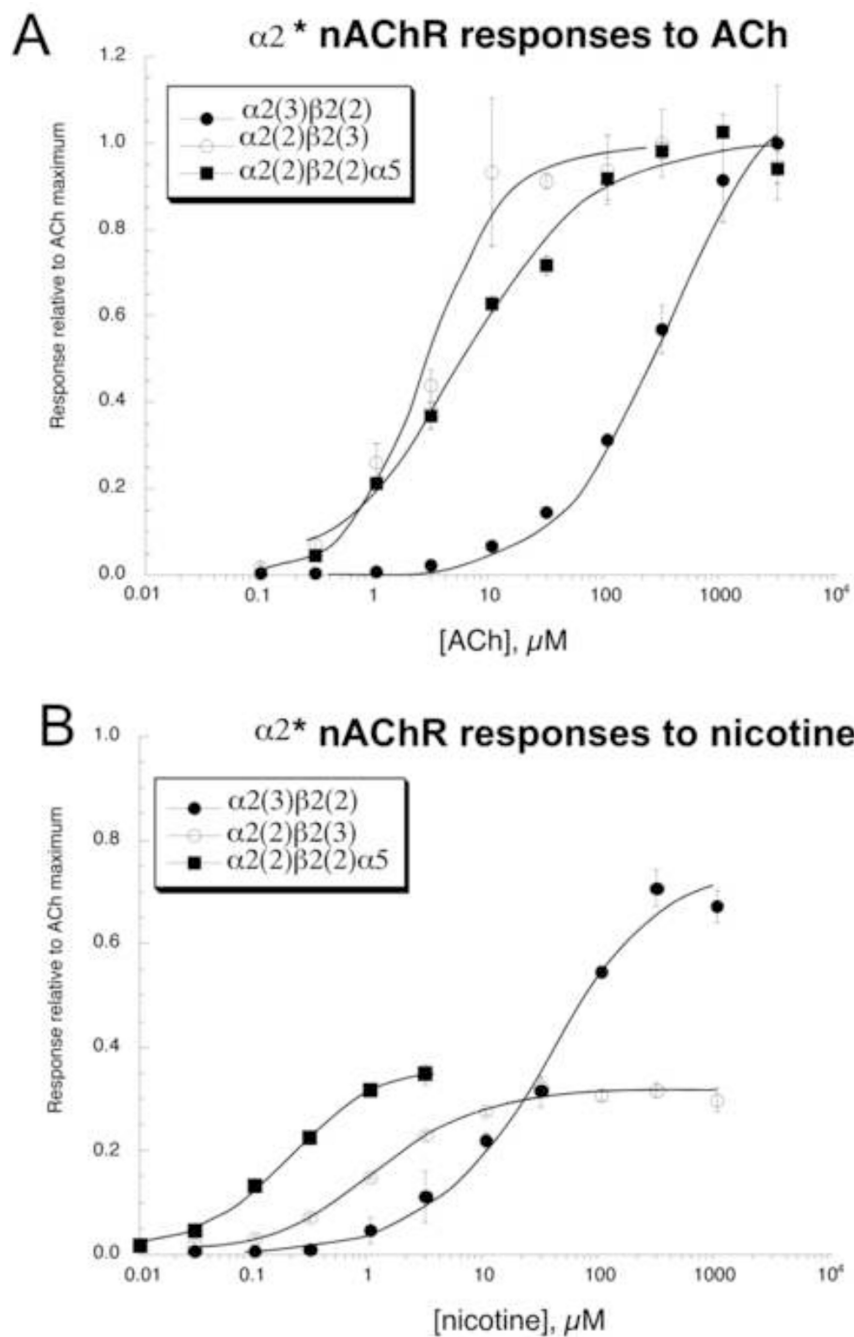 A
α2 * nAChR responses to ACh
Response relative to ACh maximum
1.2
1.0
0.8
0.6
0.4
0.2
0.0
α2(3)β2(2)
α2(2)β2(3)
α2(2)β2(2)α5
0.01
0.1
1
10
100
1000
10⁴
[ACh], µM
B
α2* nAChR responses to nicotine
Response relative to ACh maximum
1.0
0.8
0.6
0.4
0.2
0.0
α2(3)β2(2)
α2(2)β2(3)
α2(2)β2(2)α5
0.01
0.1
1
10
100
1000
10⁴
[nicotine], µM